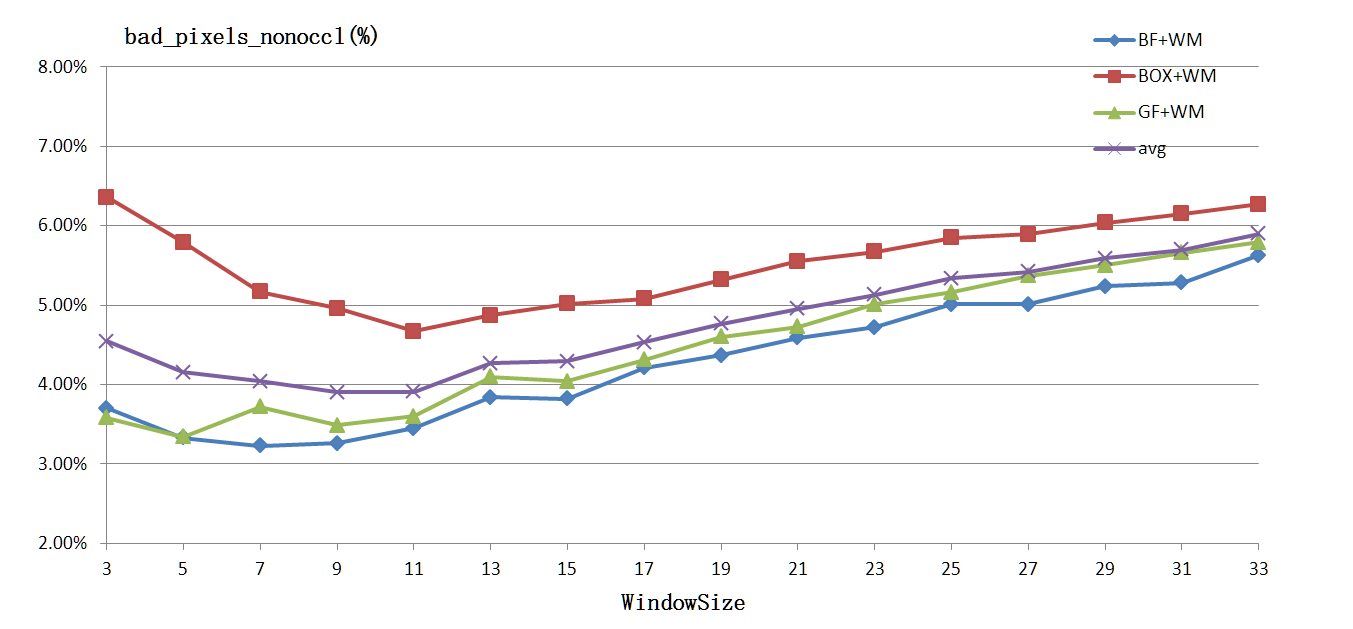 bad_pixels_nonoccl(%)
BF+WM
BOX+WM
GF+WM
avg
8.00%
7.00%
6.00%
5.00%
4.00%
3.00%
2.00%
3 5 7 9 11 13 15 17 19 21 23 25 27 29 31 33
WindowSize